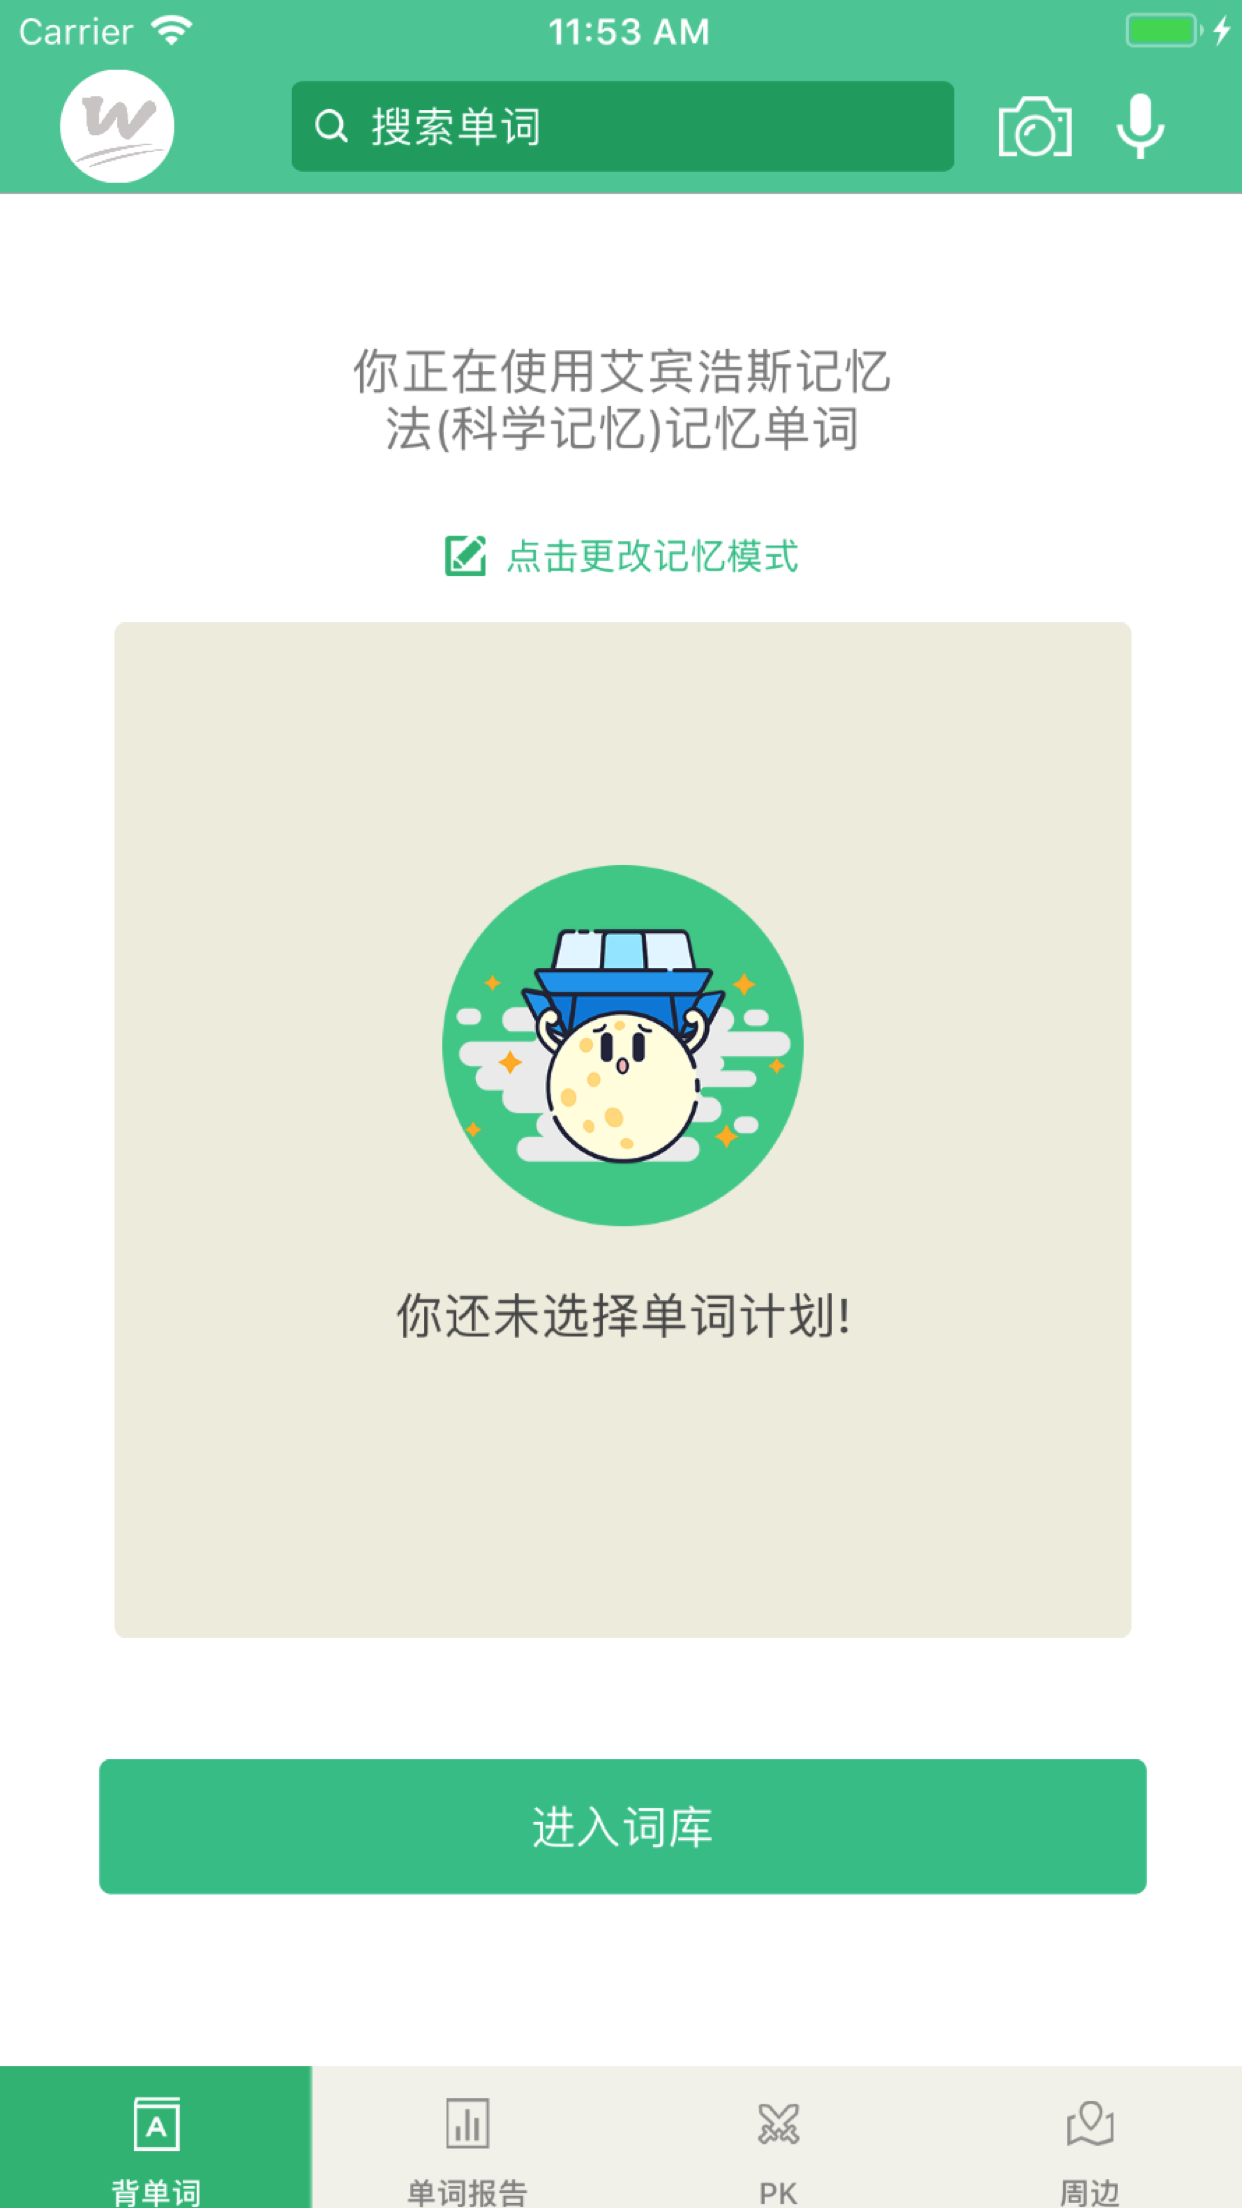 Carrier 11:53 AM
w
搜索单词
你正在使用艾宾浩斯记忆
法(科学记忆)记忆单词
点击更改记忆模式
你还未选择单词计划!
进入词库
A
背单词 单词报告 PK 周边